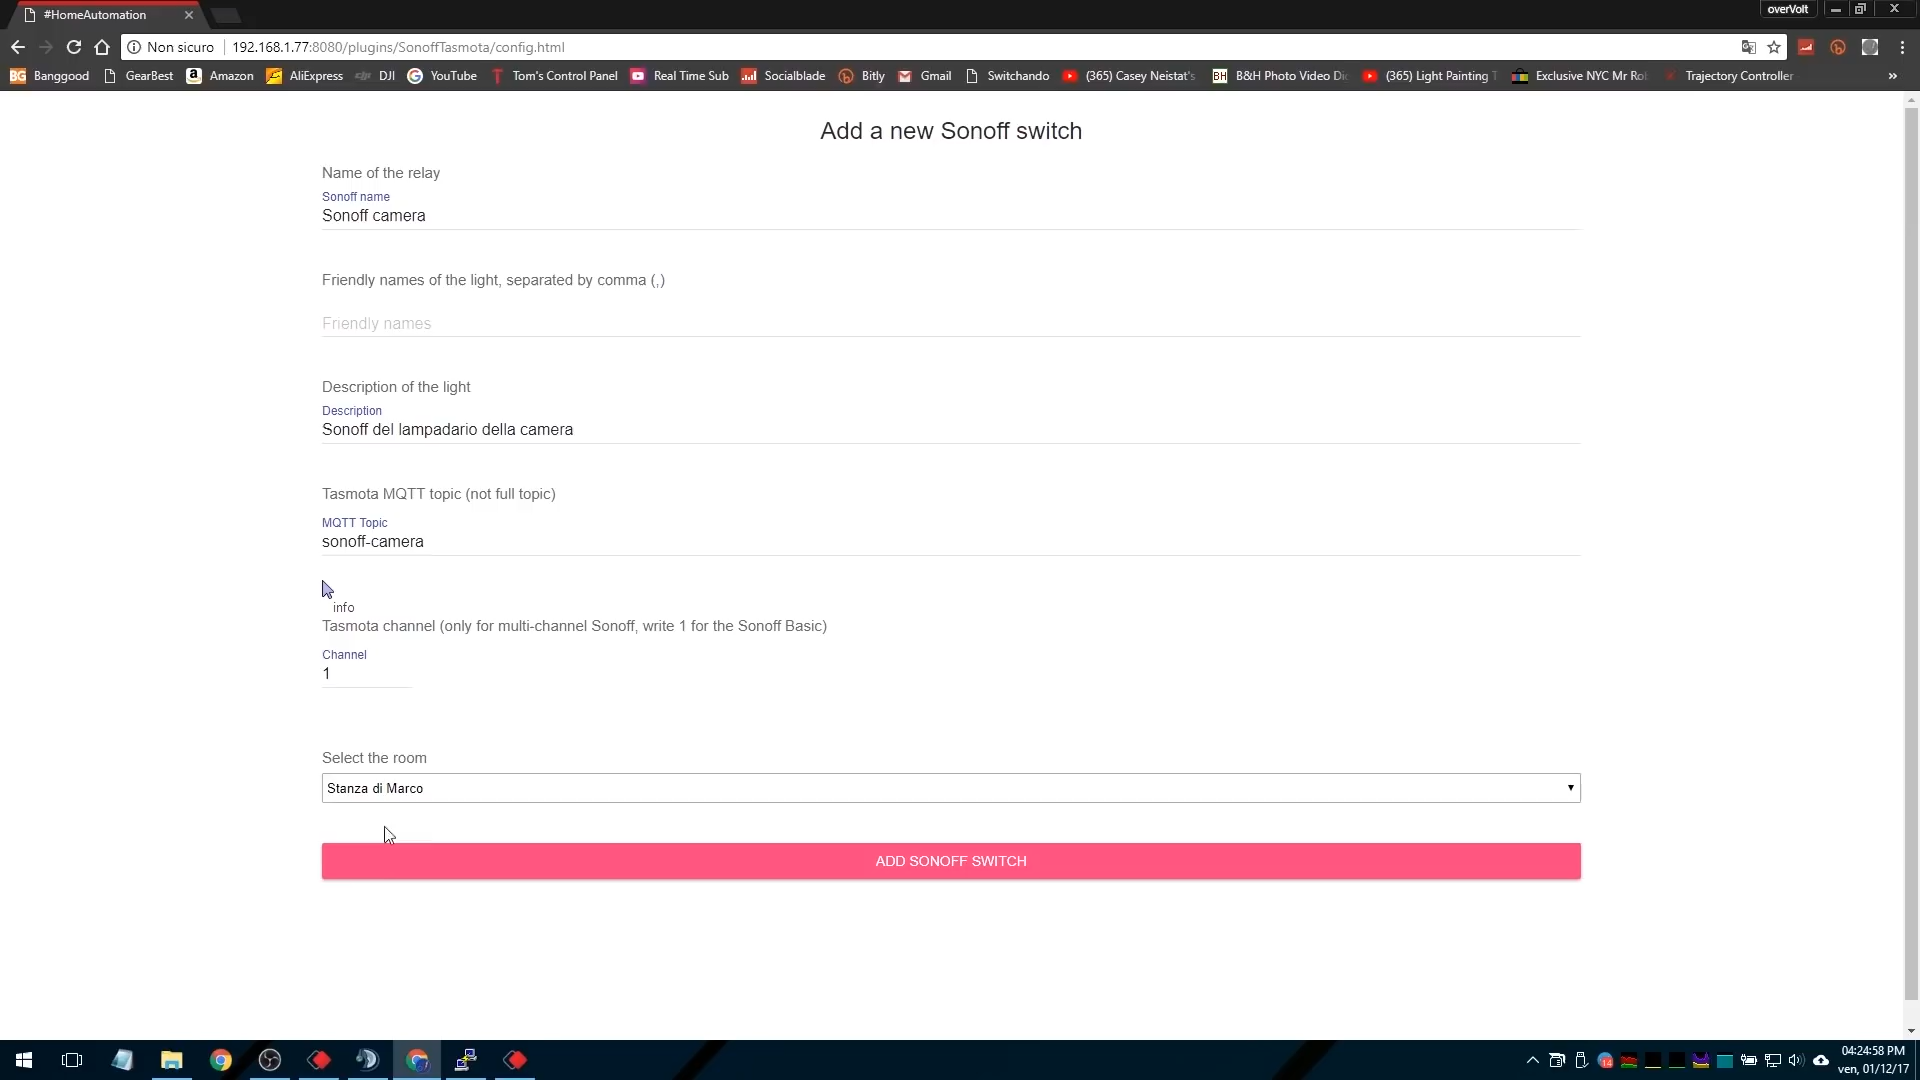 #HomeAutomation
overVolt
Non sicuro
192.168.1.77:8080/plugins/SonoffTasmota/config.html
Banggood GearBest Amazon AliExpress DJI YouTube Tom's Control Panel Real Time Sub Socialblade Bitly Gmail Switchando (365) Casey Neistat's B&H Photo Video Di (365) Light Painting T Exclusive NYC Mr Ro Trajectory Controller »
Add a new Sonoff switch
Name of the relay
Sonoff name
Sonoff camera
Friendly names of the light, separated by comma (,)
Friendly names
Description of the light
Description
Sonoff del lampadario della camera
Tasmota MQTT topic (not full topic)
MQTT Topic
sonoff-camera
info
Tasmota channel (only for multi-channel Sonoff, write 1 for the Sonoff Basic)
Channel
1
Select the room
Stanza di Marco
ADD SONOFF SWITCH
04:24:58 PM
ven, 01/12/17